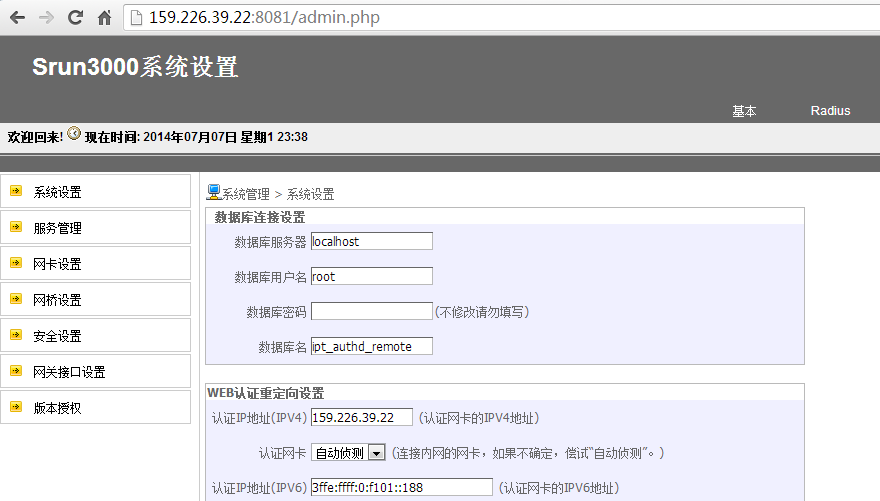 159.226.39.22:8081/admin.php
Srun3000系统设置
基本 Radius
欢迎回来! 现在时间: 2014年07月07日 星期1 23:38
系统设置
服务管理
网卡设置
网桥设置
安全设置
网关接口设置
版本授权
系统管理 > 系统设置
数据库连接设置
数据库服务器 localhost
数据库用户名 root
数据库密码 (不修改请勿填写)
数据库名 ipt_authd_remote
WEB认证重定向设置
认证IP地址(IPV4) 159.226.39.22 (认证网卡的IPV4地址)
认证网卡 自动侦测 (连接内网的网卡，如果不确定，偿试“自动侦测”。)
认证IP地址(IPV6) 3ffe:ffff:0:f101::188 (认证网卡的IPV6地址)